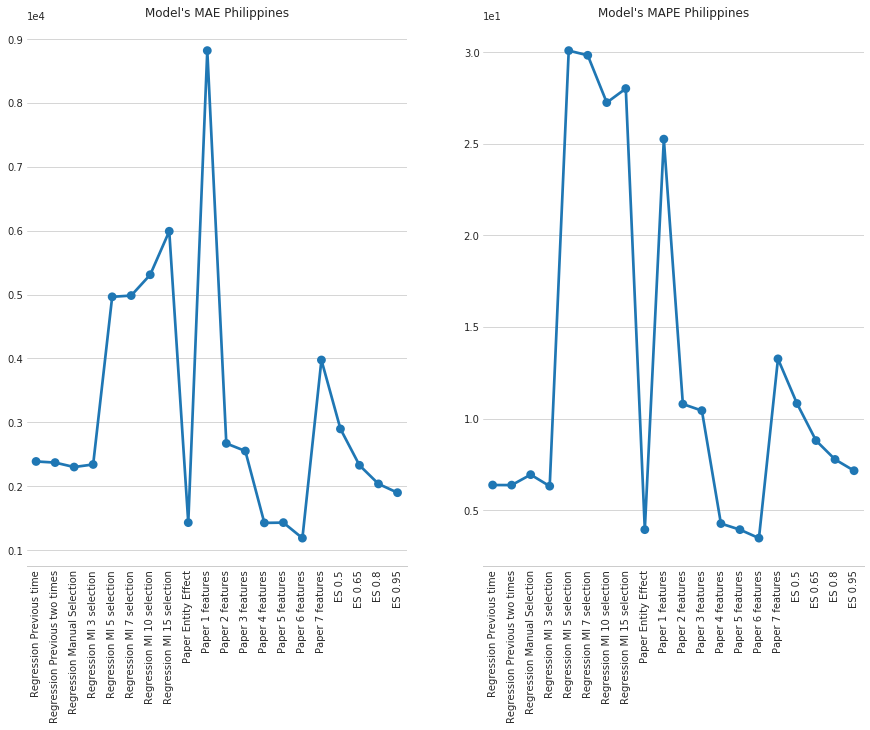 Model's MAE Philippines
1e4
0.9
0.8
0.7
0.6
0.5
0.4
0.3
0.2
0.1
Regression Previous time
Regression Previous two times
Regression Manual Selection
Regression MI 3 selection
Regression MI 5 selection
Regression MI 7 selection
Regression MI 10 selection
Regression MI 15 selection
Paper Entity Effect
Paper 1 features
Paper 2 features
Paper 3 features
Paper 4 features
Paper 5 features
Paper 6 features
Paper 7 features
ES 0.5
ES 0.65
ES 0.8
ES 0.95
Model's MAPE Philippines
1e1
3.0
2.5
2.0
1.5
1.0
0.5
Regression Previous time
Regression Previous two times
Regression Manual Selection
Regression MI 3 selection
Regression MI 5 selection
Regression MI 7 selection
Regression MI 10 selection
Regression MI 15 selection
Paper Entity Effect
Paper 1 features
Paper 2 features
Paper 3 features
Paper 4 features
Paper 5 features
Paper 6 features
Paper 7 features
ES 0.5
ES 0.65
ES 0.8
ES 0.95